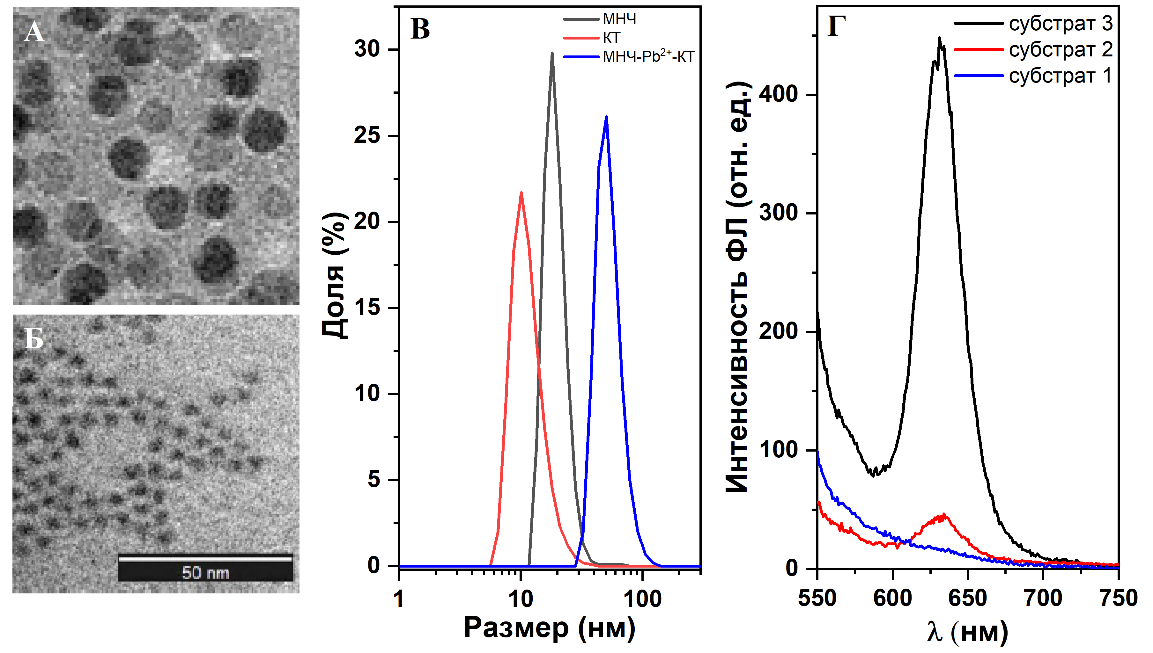 А
Б
50 nm
В
МНЧ
КТ
МНЧ-Pb²⁺-КТ
30
25
20
15
10
5
0
Доля (%)
1
10
100
Размер (нм)
Г
субстрат 3
субстрат 2
субстрат 1
400
300
200
100
0
Интенсивность ФЛ (отн. ед.)
550
600
650
700
750
λ (нм)